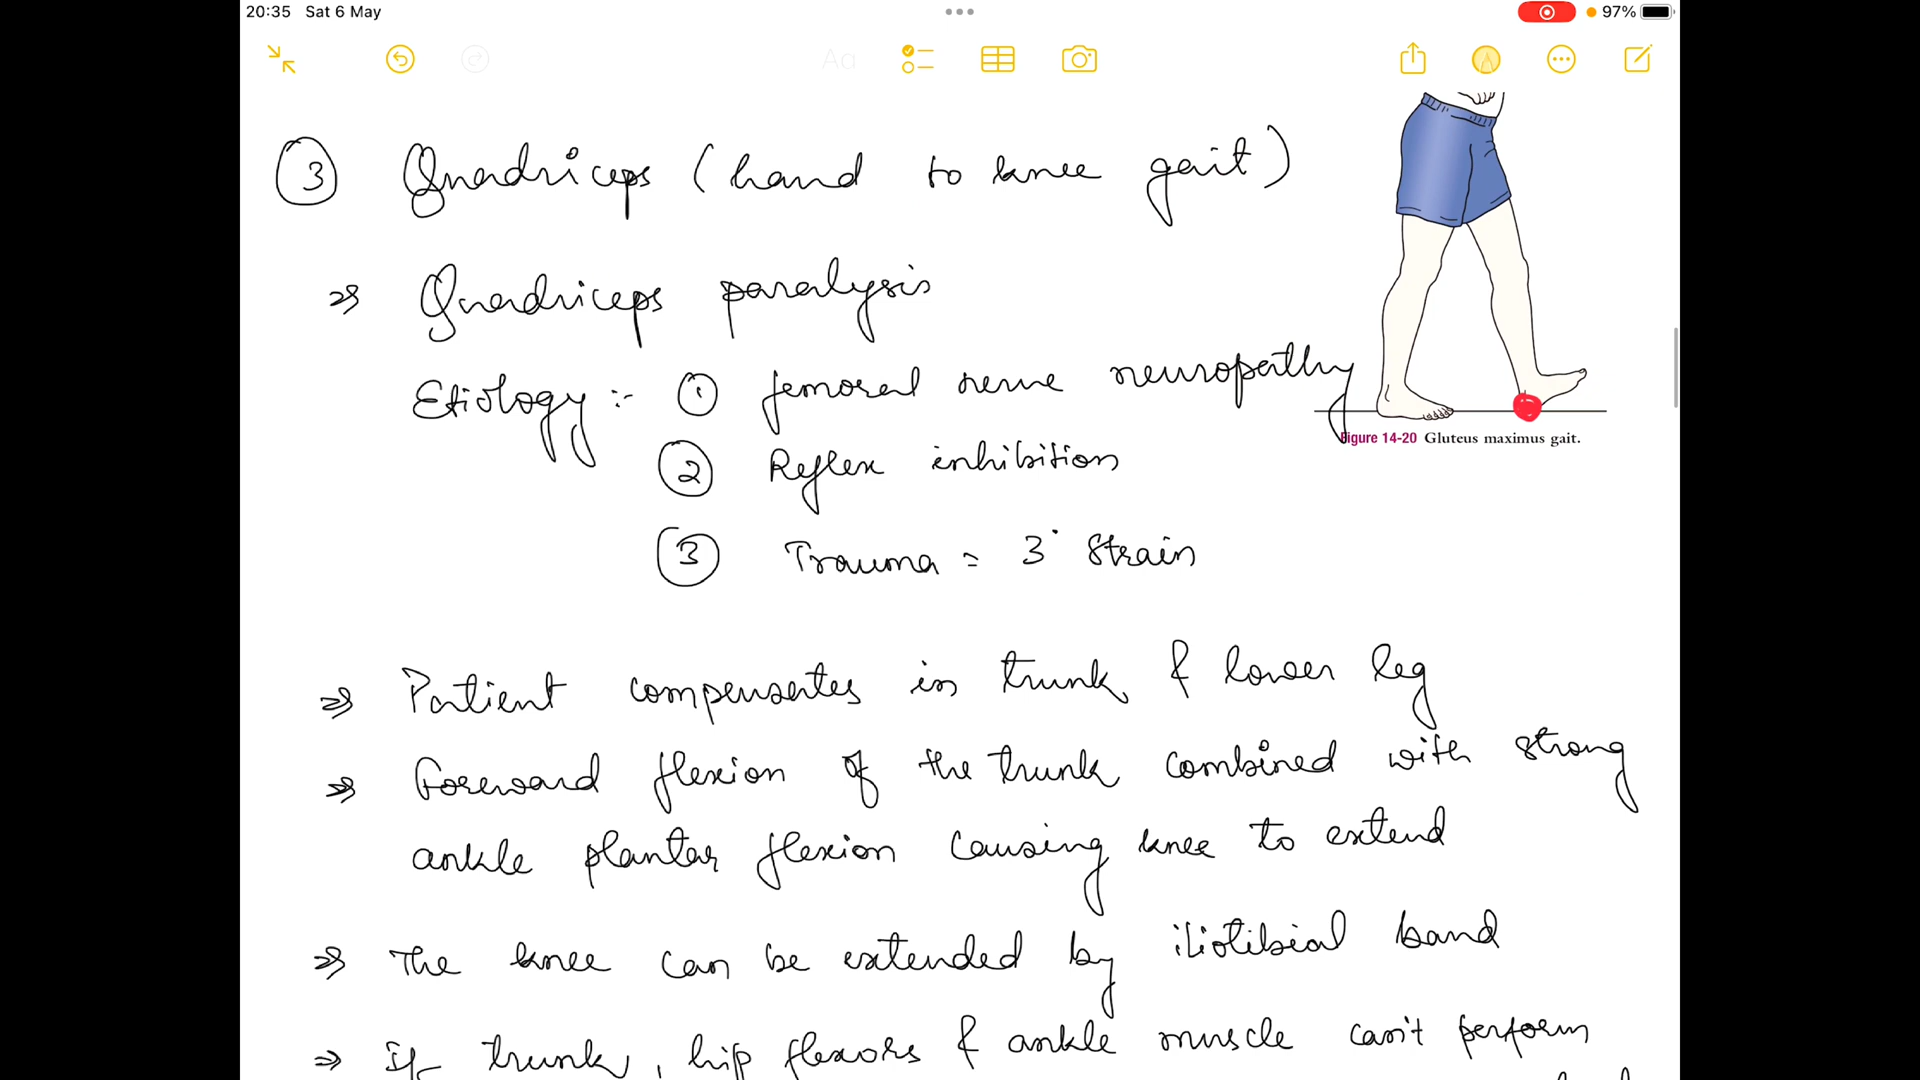 20:35 Sat 6 May
97%
Aa
③ Quadriceps (hand to knee gait)
⇒ Quadriceps paralysis
Etiology :- ① femoral nerve neuropathy
Figure 14-20 Gluteus maximus gait.
② Reflex inhibition
③ Trauma = 3° strain
⇒ Patient compensates in trunk & lower leg
⇒ Foreward flexion of the trunk combined with strong
ankle plantar flexion causing knee to extend
⇒ The knee can be extended by iliotibial band
⇒ If trunk, hip flexors & ankle muscle can't perform